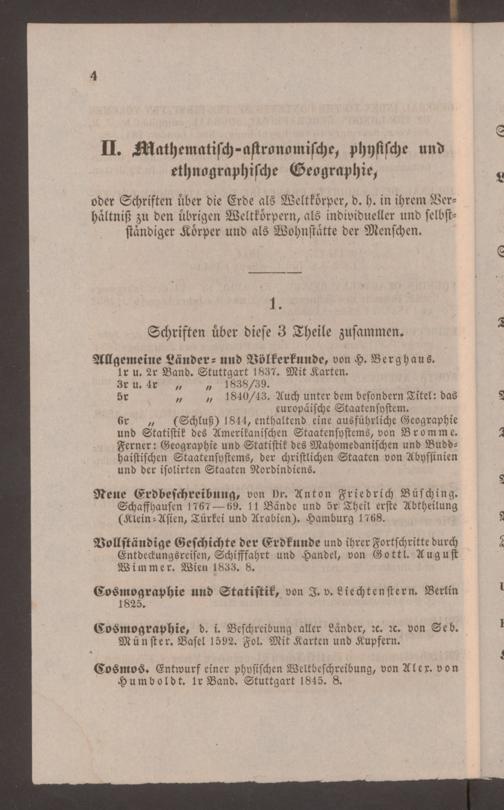 4
II. Mathematisch-astronomische, physische und
ethnographische Geographie,
oder Schriften über die Erde als Weltkörper, d. h. in ihrem Ver-
hältniß zu den übrigen Weltkörpern, als individueller und selbst-
ständiger Körper und als Wohnstätte der Menschen.
1.
Schriften über diese 3 Theile zusammen.
Allgemeine Länder- und Völkerkunde, von H. Berghaus.
1r u. 2r Band. Stuttgart 1837. Mit Karten.
3r u. 4r „ „ 1838/39.
5r „ „ 1840/43. Auch unter dem besondern Titel: das
europäische Staatensystem.
6r „ (Schluß) 1844, enthaltend eine ausführliche Geographie
und Statistik des Amerikanischen Staatensystems, von Bromme.
Ferner: Geographie und Statistik des Mahomedanischen und Budd-
haistischen Staatensystems, der christlichen Staaten von Abyssinien
und der isolirten Staaten Nordindiens.
Neue Erdbeschreibung, von Dr. Anton Friedrich Büsching.
Schaffhausen 1767—69. 11 Bände und 5r Theil erste Abtheilung
(Klein-Asien, Türkei und Arabien). Hamburg 1768.
Vollständige Geschichte der Erdkunde und ihrer Fortschritte durch
Entdeckungsreisen, Schifffahrt und Handel, von Gottl. August
Wimmer. Wien 1833. 8.
Cosmographie und Statistik, von J. v. Liechtenstern. Berlin
1825.
Cosmographie, d. i. Beschreibung aller Länder, ꝛc. ꝛc. von Seb.
Münster. Basel 1592. Fol. Mit Karten und Kupfern.
Cosmos. Entwurf einer physischen Weltbeschreibung, von Alex. von
Humboldt. 1r Band. Stuttgart 1845. 8.